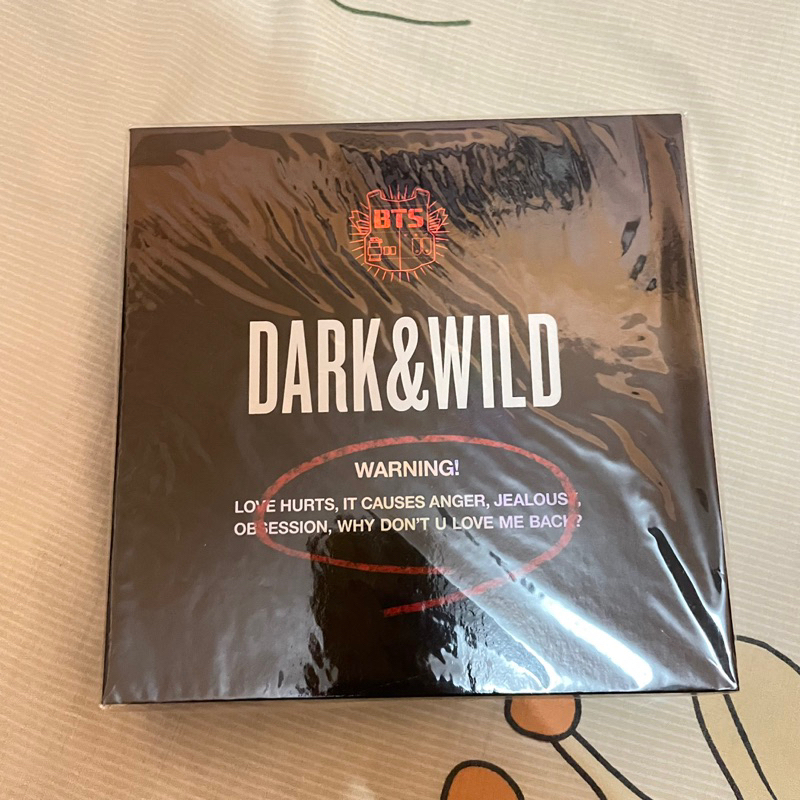 BTS
DARK&WILD
WARNING!
LOVE HURTS, IT CAUSES ANGER, JEALOUSY,
OBSESSION, WHY DON'T U LOVE ME BACK?